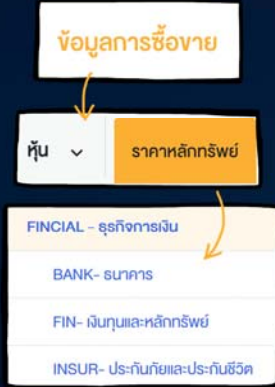 ข้อมูลการซื้อขาย
หุ้น ราคาหลักทรัพย์
FINCIAL - ธุรกิจการเงิน
BANK- ธนาคาร
FIN- เงินทุนและหลักทรัพย์
INSUR- ประกันภัยและประกันชีวิต